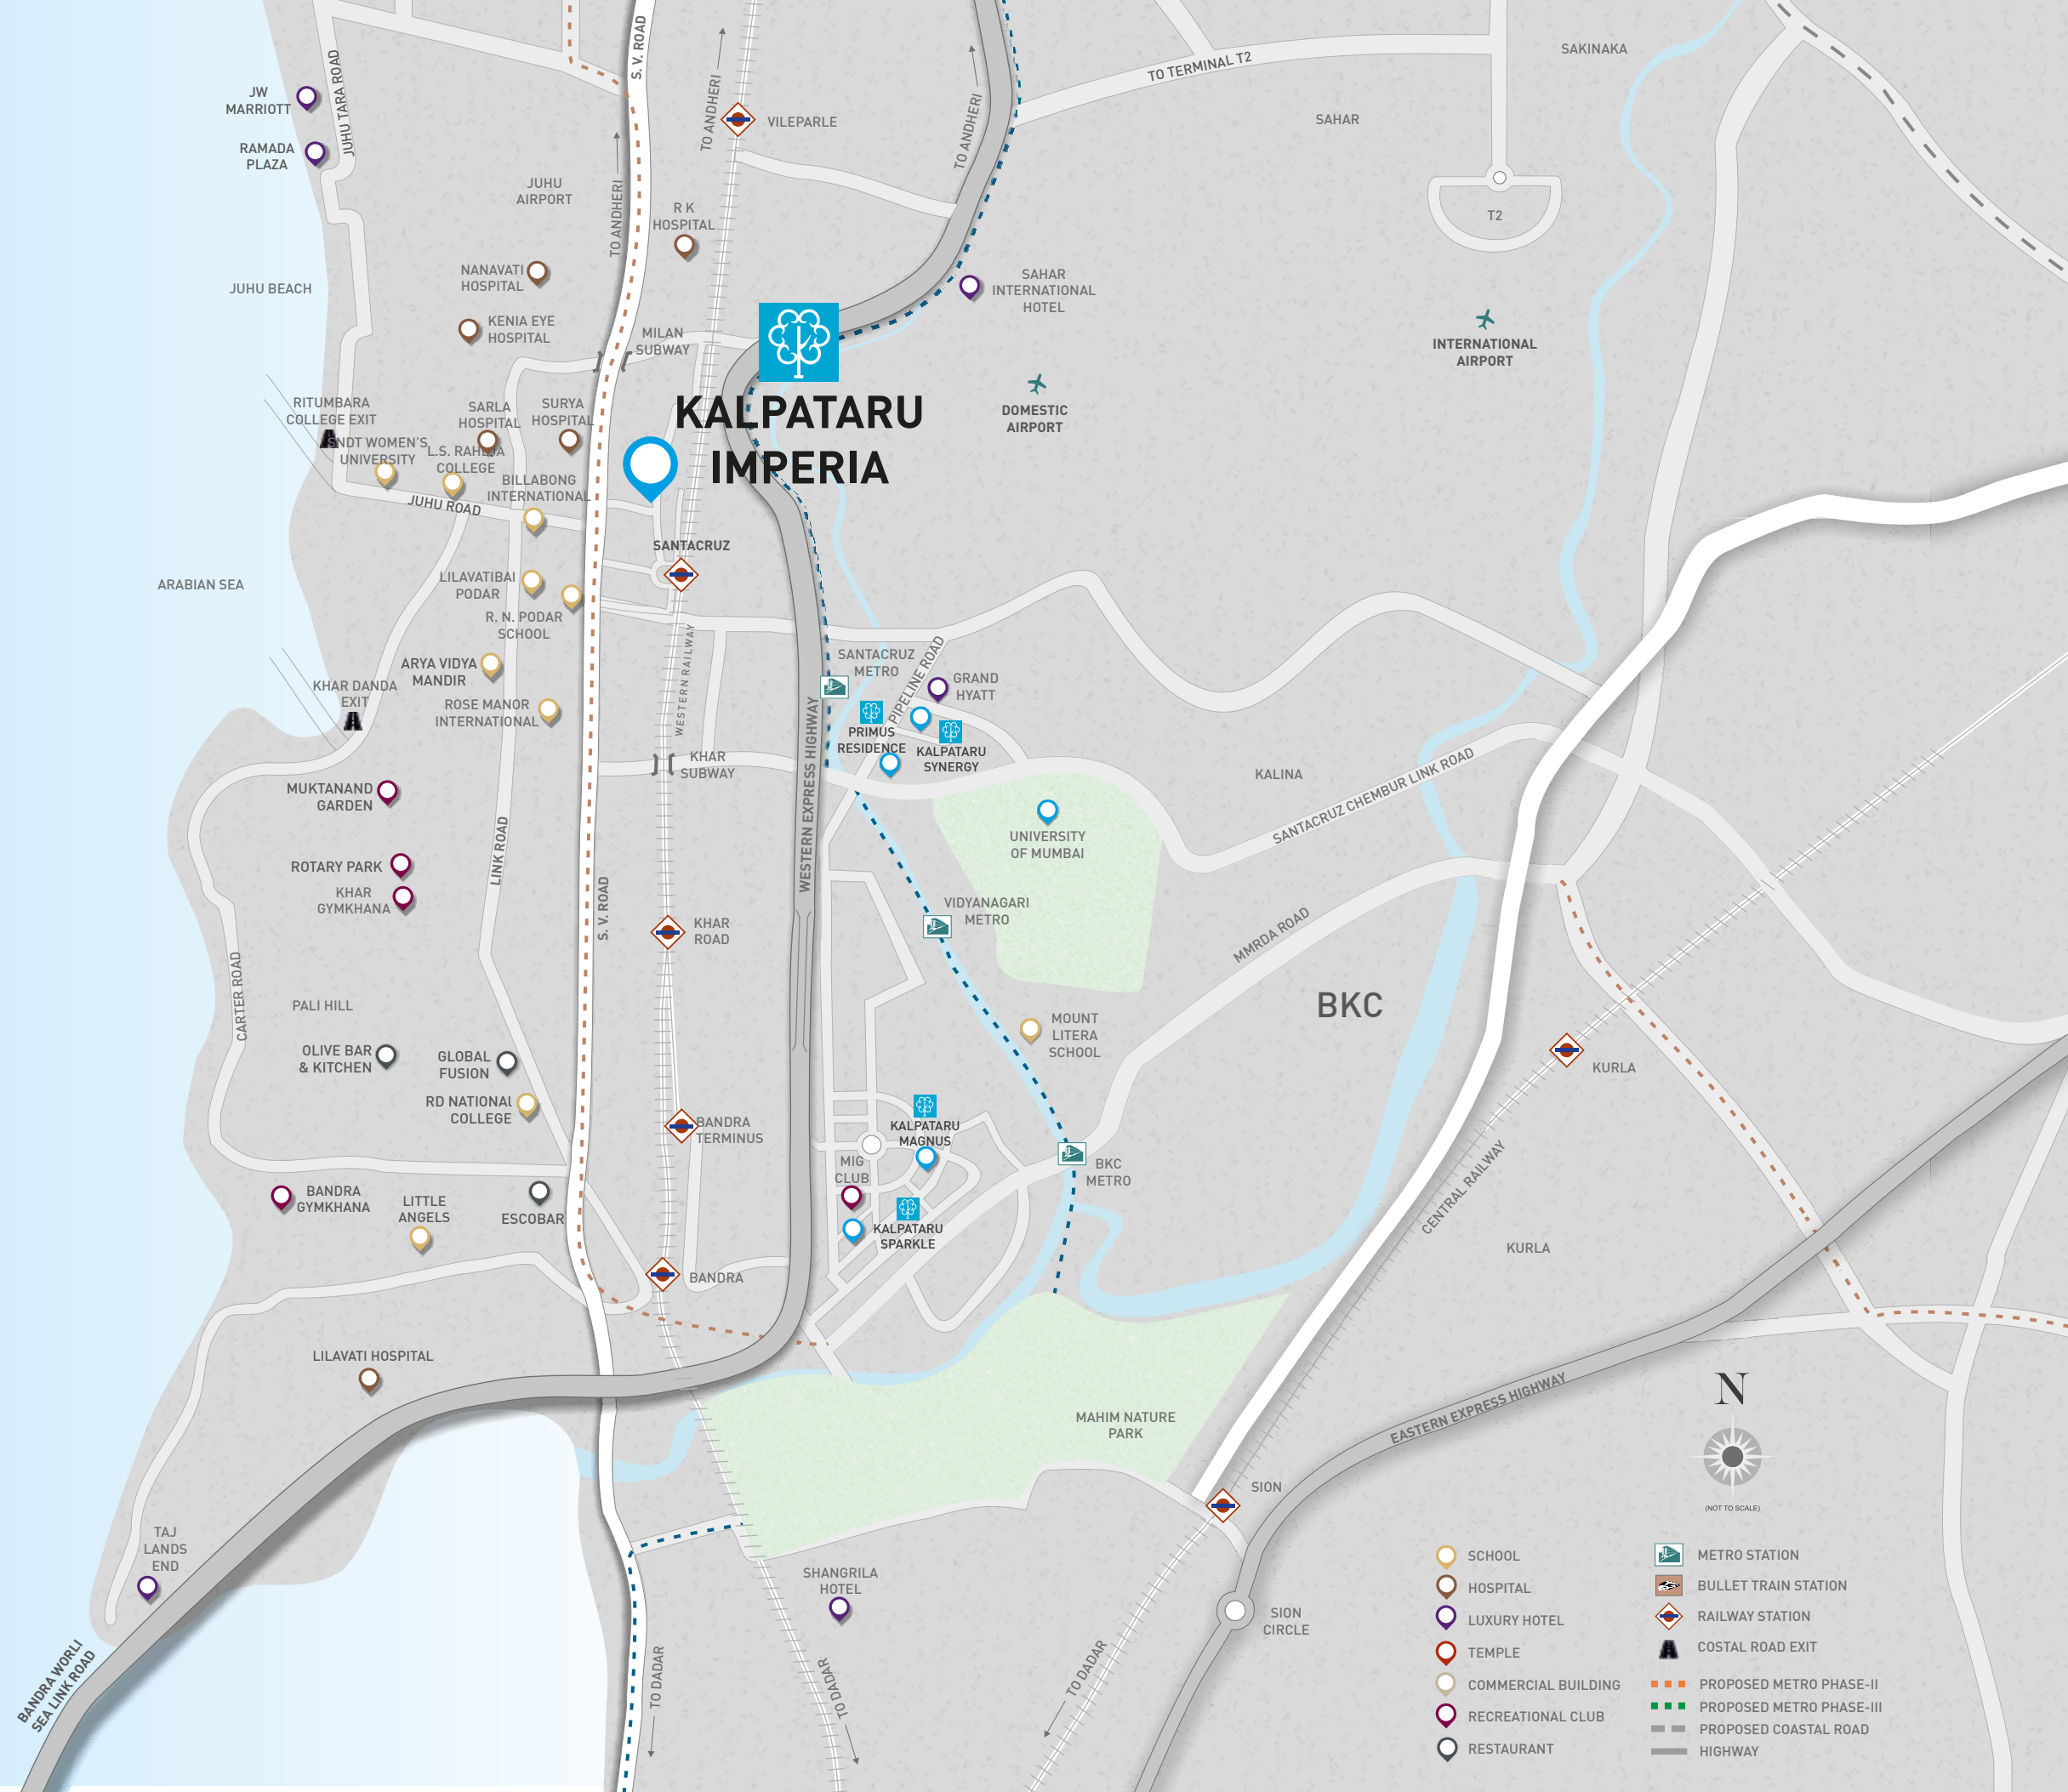 S. V. ROAD
JUHU TARA ROAD
JW
MARRIOTT
RAMADA
PLAZA
TO ANDHERI
TO ANDHERI
TO ANDHERI
VILEPARLE
TO TERMINAL T2
SAKINAKA
SAHAR
T2
JUHU
AIRPORT
R K
HOSPITAL
NANAVATI
HOSPITAL
JUHU BEACH
KENIA EYE
HOSPITAL
MILAN
SUBWAY
SAHAR
INTERNATIONAL
HOTEL
INTERNATIONAL
AIRPORT
DOMESTIC
AIRPORT
KALPATARU
IMPERIA
RITUMBARA
COLLEGE EXIT
SARLA
HOSPITAL
SURYA
HOSPITAL
SNDT WOMEN'S
UNIVERSITY
L.S. RAHEJA
COLLEGE
BILLABONG
INTERNATIONAL
JUHU ROAD
SANTACRUZ
ARABIAN SEA
LILAVATIBAI
PODAR
R. N. PODAR
SCHOOL
ARYA VIDYA
MANDIR
KHAR DANDA
EXIT
ROSE MANOR
INTERNATIONAL
WESTERN RAILWAY
SANTACRUZ
METRO
PIPELINE ROAD
GRAND
HYATT
PRIMUS
RESIDENCE
KALPATARU
SYNERGY
KHAR
SUBWAY
WESTERN EXPRESS HIGHWAY
KALINA
SANTACRUZ CHEMBUR LINK ROAD
MUKTANAND
GARDEN
UNIVERSITY
OF MUMBAI
LINK ROAD
ROTARY PARK
KHAR
GYMKHANA
S. V. ROAD
KHAR
ROAD
VIDYANAGARI
METRO
MMRDA ROAD
BKC
CARTER ROAD
PALI HILL
MOUNT
LITERA
SCHOOL
OLIVE BAR
& KITCHEN
GLOBAL
FUSION
RD NATIONAl
COLLEGE
KURLA
BANDRA
TERMINUS
KALPATARU
MAGNUS
MIG
CLUB
BKC
METRO
CENTRAL RAILWAY
BANDRA
GYMKHANA
LITTLE
ANGELS
ESCOBAR
KALPATARU
SPARKLE
KURLA
BANDRA
LILAVATI HOSPITAL
MAHIM NATURE
PARK
EASTERN EXPRESS HIGHWAY
N
(NOT TO SCALE)
SION
TAJ
LANDS
END
SHANGRILA
HOTEL
SION
CIRCLE
BANDRA WORLI
SEA LINK ROAD
TO DADAR
TO DADAR
TO DADAR
SCHOOL
HOSPITAL
LUXURY HOTEL
TEMPLE
COMMERCIAL BUILDING
RECREATIONAL CLUB
RESTAURANT
METRO STATION
BULLET TRAIN STATION
RAILWAY STATION
COSTAL ROAD EXIT
PROPOSED METRO PHASE-II
PROPOSED METRO PHASE-III
PROPOSED COASTAL ROAD
HIGHWAY